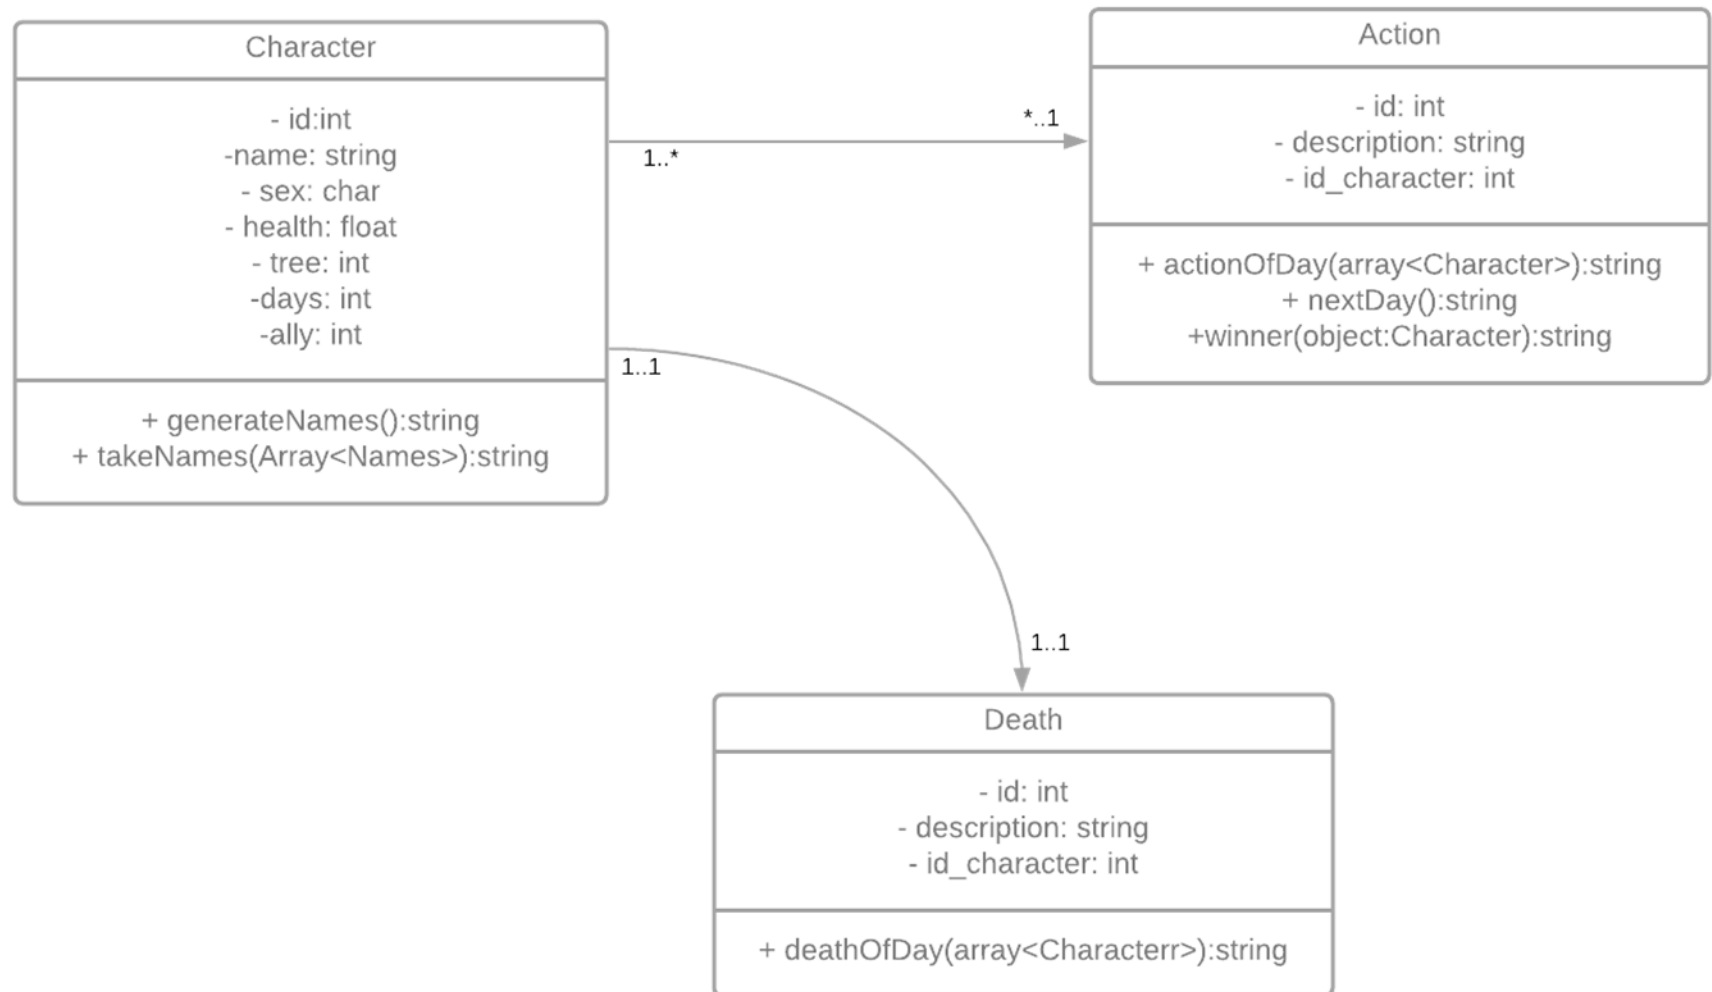 Character
- id:int
-name: string
- sex: char
- health: float
- tree: int
-days: int
-ally: int
+ generateNames():string
+ takeNames(Array<Names>):string
1..*
*..1
Action
- id: int
- description: string
- id_character: int
+ actionOfDay(array<Character>):string
+ nextDay():string
+winner(object:Character):string
1..1
1..1
Death
- id: int
- description: string
- id_character: int
+ deathOfDay(array<Characterr>):string